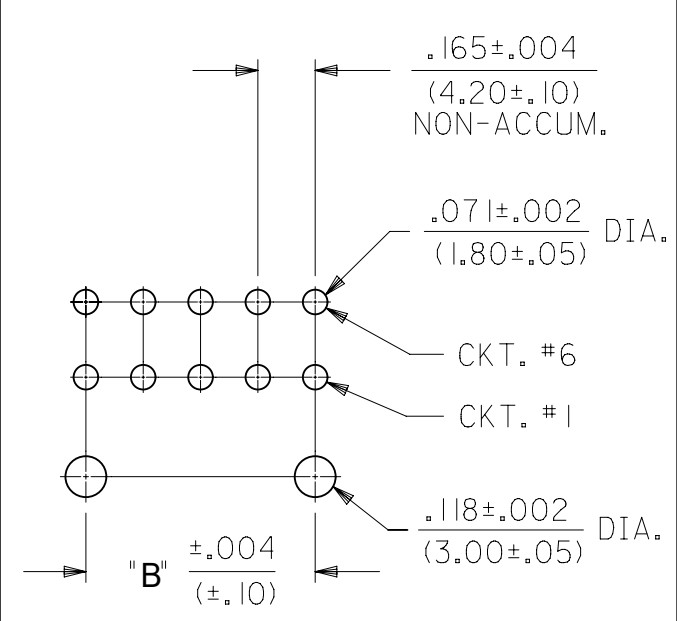 .165±.004
(4.20±.10)
NON-ACCUM.
.071±.002 DIA.
(1.80±.05)
CKT. #6
CKT. #1
.118±.002 DIA.
(3.00±.05)
"B" ±.004
(±.10)